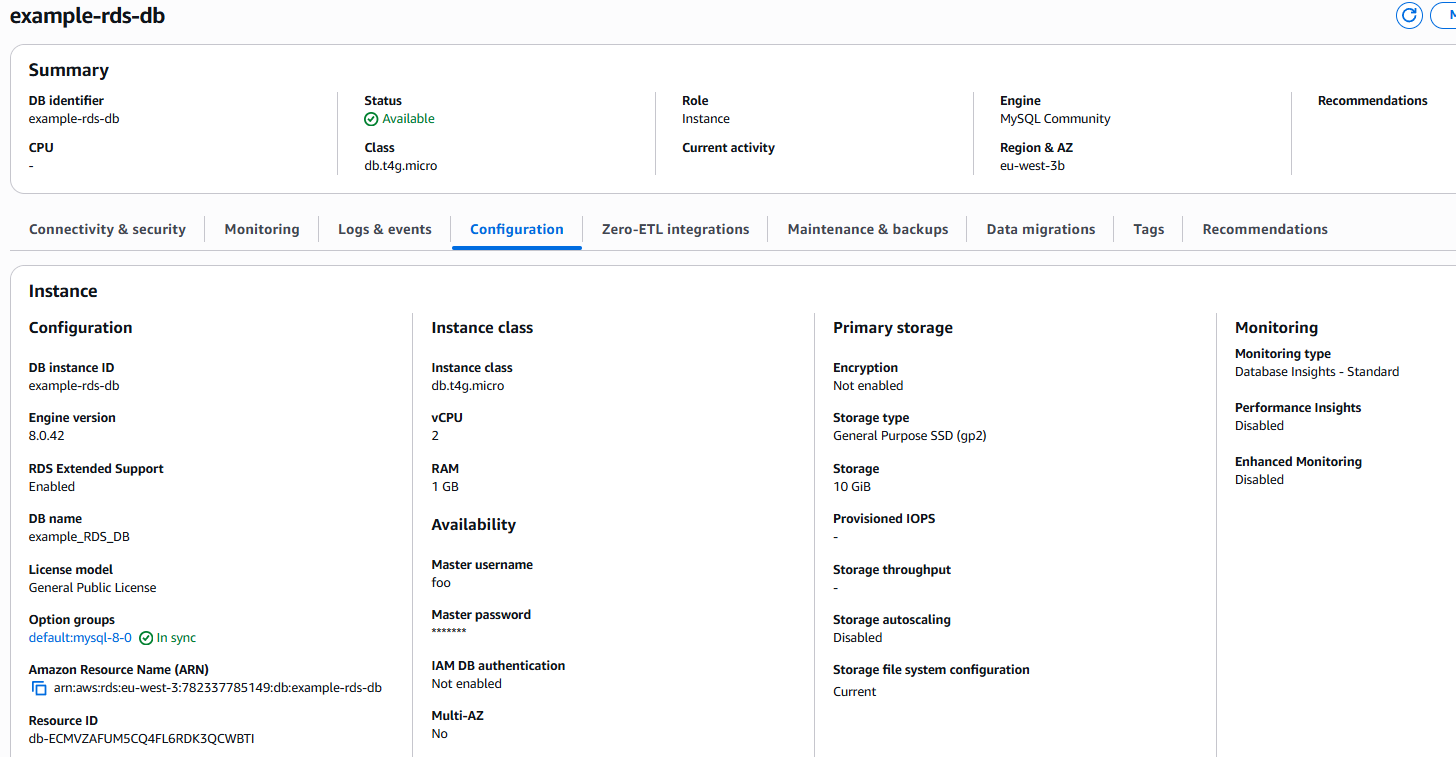 example-rds-db
Summary
DB identifier
example-rds-db
CPU
-
Status
Available
Class
db.t4g.micro
Role
Instance
Current activity
Engine
MySQL Community
Region & AZ
eu-west-3b
Recommendations
Connectivity & security
Monitoring
Logs & events
Configuration
Zero-ETL integrations
Maintenance & backups
Data migrations
Tags
Recommendations
Instance
Configuration
DB instance ID
example-rds-db
Engine version
8.0.42
RDS Extended Support
Enabled
DB name
example_RDS_DB
License model
General Public License
Option groups
default:mysql-8-0 In sync
Amazon Resource Name (ARN)
arn:aws:rds:eu-west-3:782337785149:db:example-rds-db
Resource ID
db-ECMVZAFUM5CQ4FL6RDK3QCWBTI
Instance class
Instance class
db.t4g.micro
vCPU
2
RAM
1 GB
Availability
Master username
foo
Master password
*******
IAM DB authentication
Not enabled
Multi-AZ
No
Primary storage
Encryption
Not enabled
Storage type
General Purpose SSD (gp2)
Storage
10 GiB
Provisioned IOPS
-
Storage throughput
-
Storage autoscaling
Disabled
Storage file system configuration
Current
Monitoring
Monitoring type
Database Insights - Standard
Performance Insights
Disabled
Enhanced Monitoring
Disabled